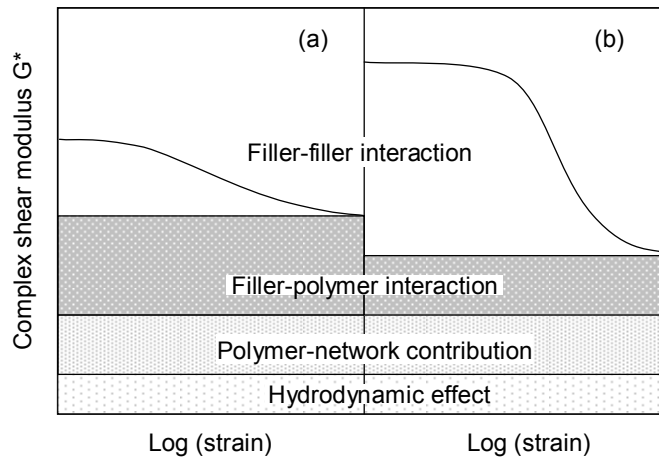 (a)
(b)
Complex shear modulus G*
Filler-filler interaction
Filler-polymer interaction
Polymer-network contribution
Hydrodynamic effect
Log (strain)
Log (strain)